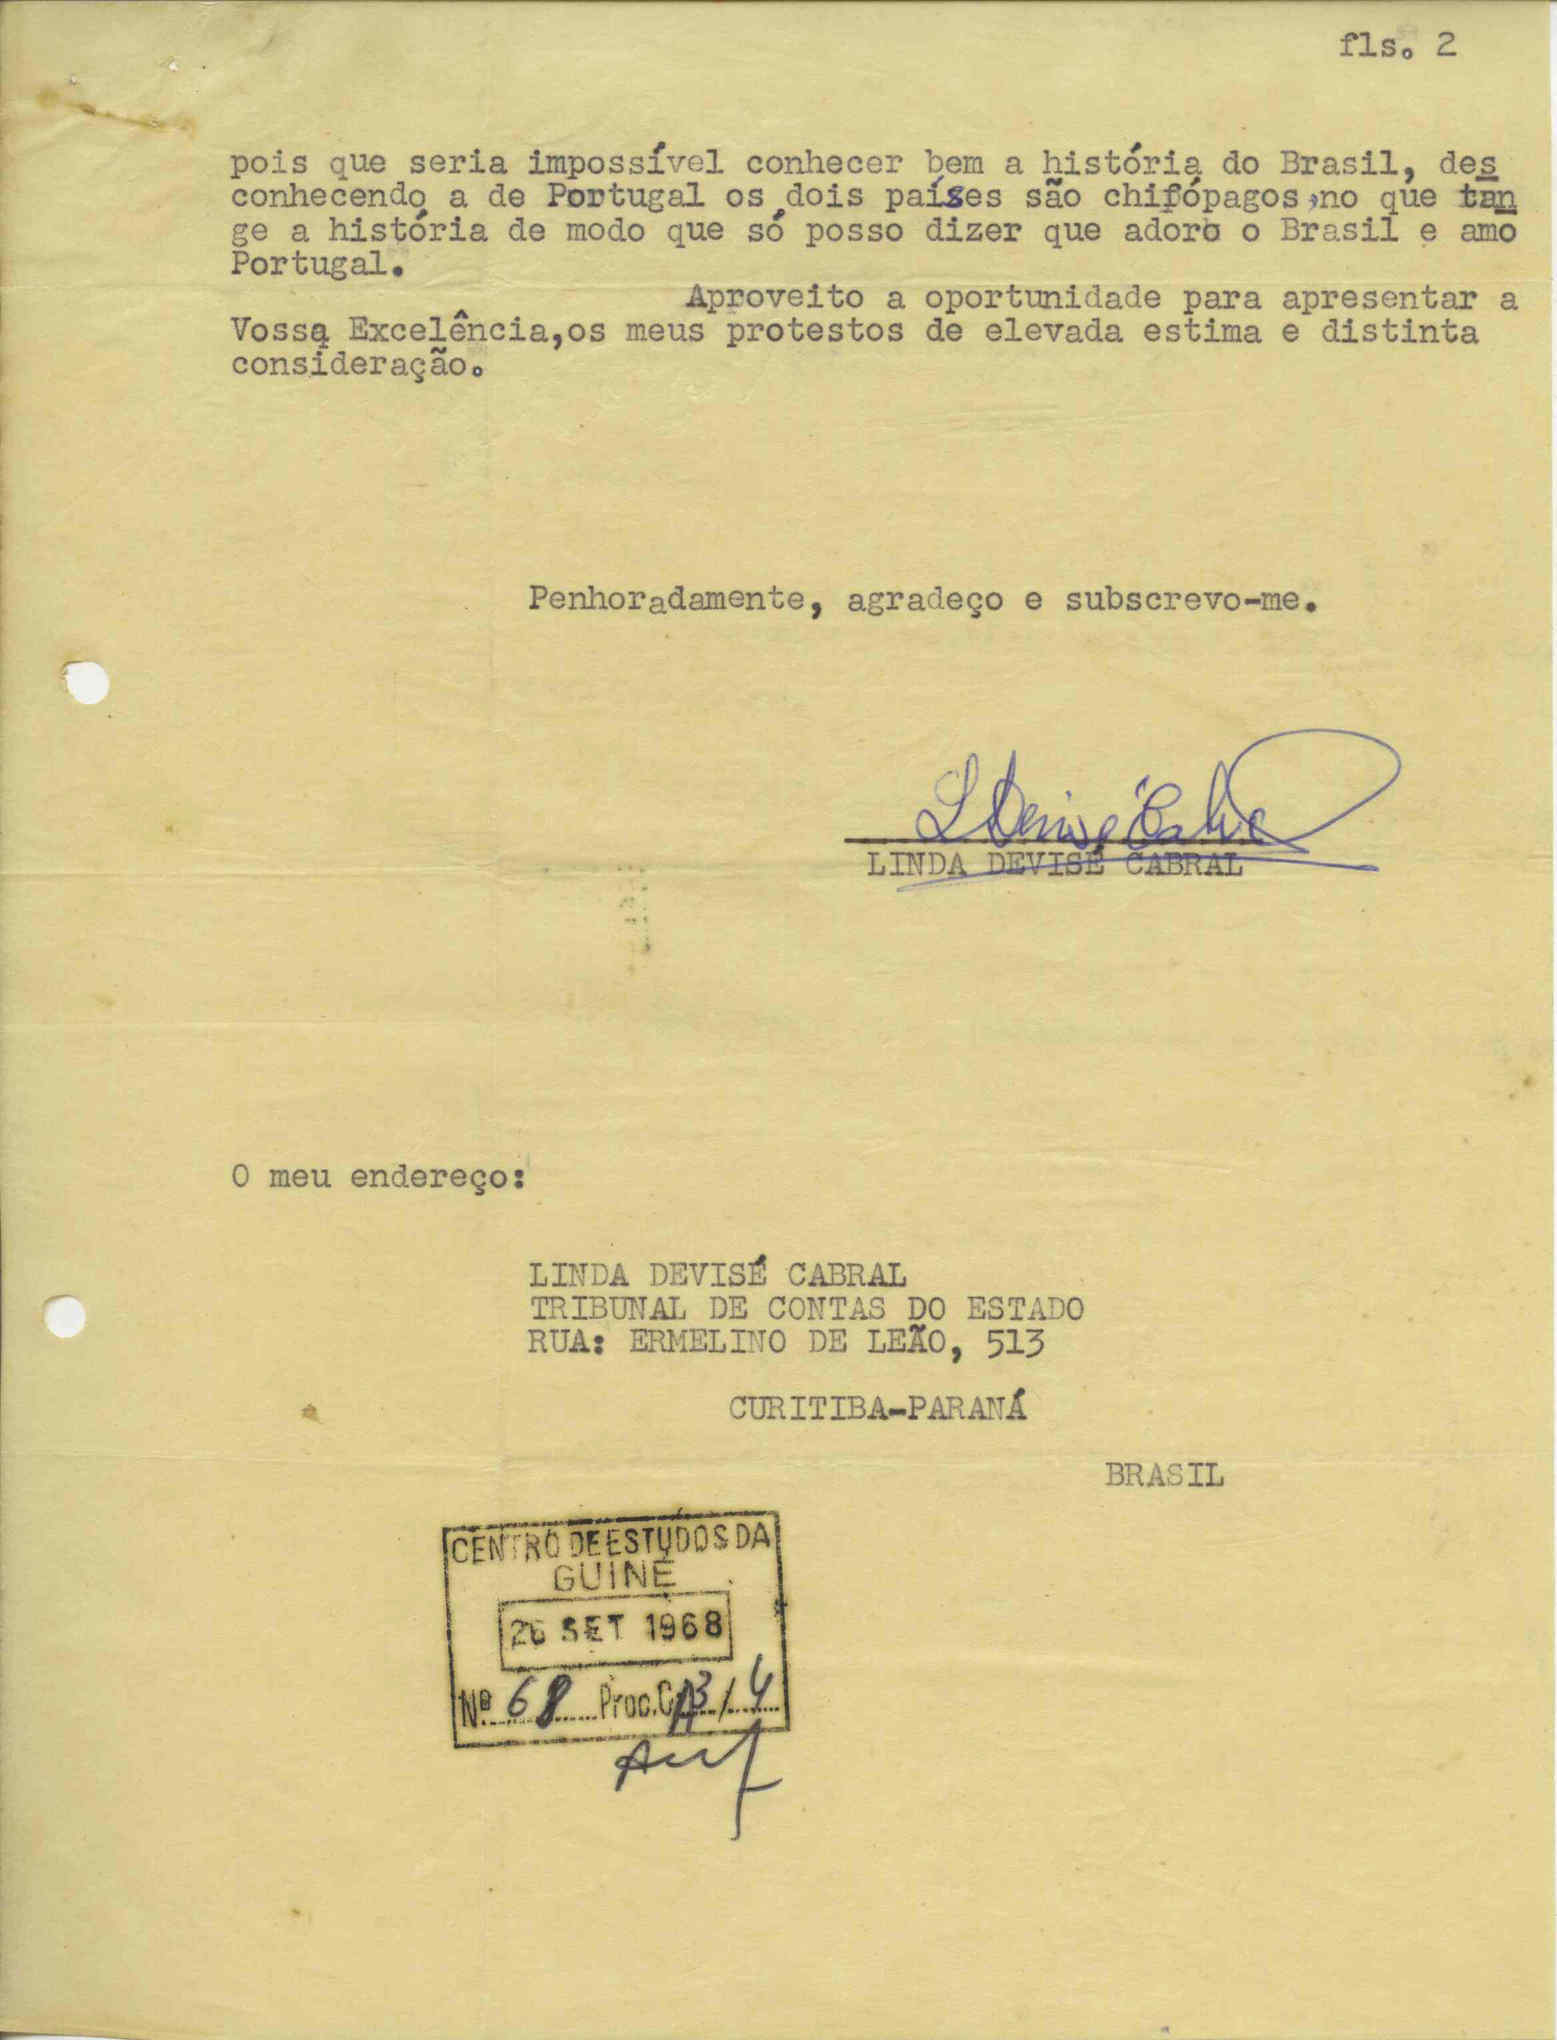 fls. 2
pois que seria impossível conhecer bem a história do Brasil, des
conhecendo a de Portugal os dois países são chifópagos,no que tan
ge a história de modo que só posso dizer que adoro o Brasil e amo
Portugal.
Aproveito a oportunidade para apresentar a
Vossa Excelência,os meus protestos de elevada estima e distinta
consideração.
Penhoradamente, agradeço e subscrevo-me.
LINDA DEVISÉ CABRAL
O meu endereço:
LINDA DEVISÉ CABRAL
TRIBUNAL DE CONTAS DO ESTADO
RUA: ERMELINO DE LEÃO, 513
CURITIBA-PARANÁ
BRASIL
CENTRO DE ESTUDOS DA
GUINÉ
26 SET 1968
Nº 68 Proc. /4